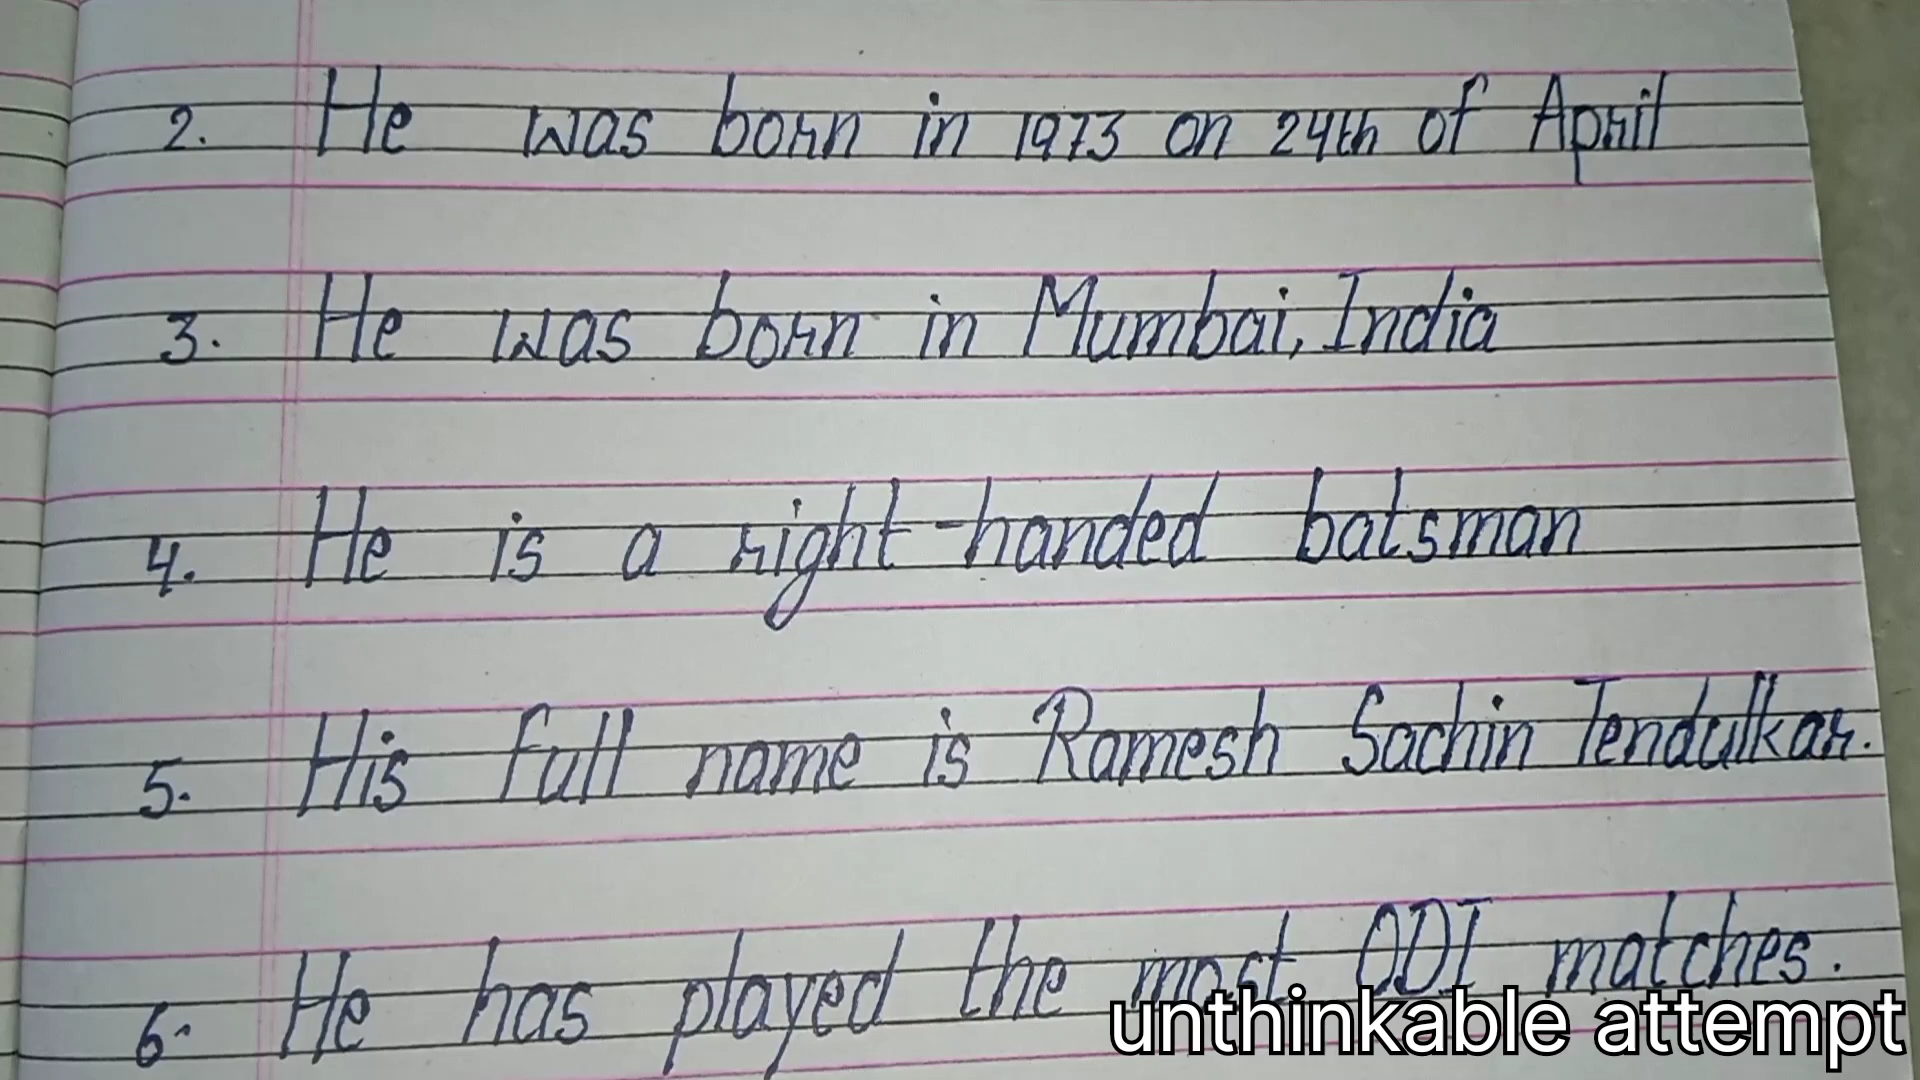 2. He was born in 1973 on 24th of April
3. He was born in Mumbai, India
4. He is a right-handed batsman
5. His full name is Ramesh Sachin Tendulkar.
6. He has played the most ODI matches.
unthinkable attempt